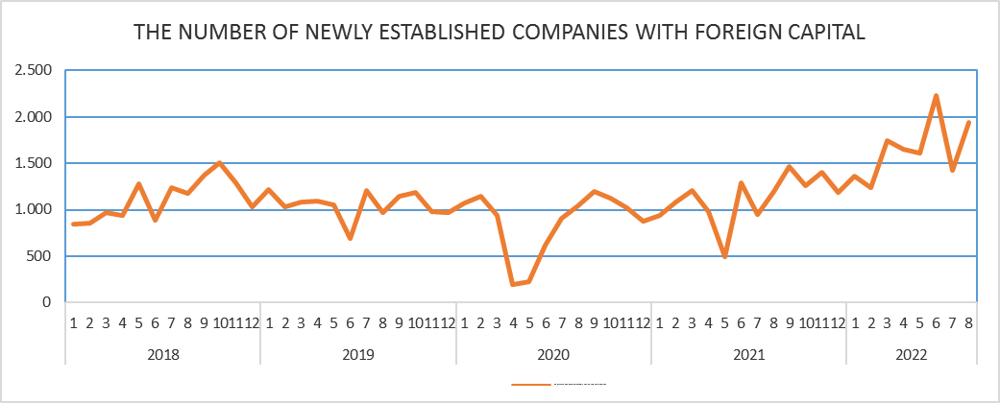 THE NUMBER OF NEWLY ESTABLISHED COMPANIES WITH FOREIGN CAPITAL
2.500
2.000
1.500
1.000
500
0
1 2 3 4 5 6 7 8 9 10 11 12 1 2 3 4 5 6 7 8 9 10 11 12 1 2 3 4 5 6 7 8 9 10 11 12 1 2 3 4 5 6 7 8 9 10 11 12 1 2 3 4 5 6 7 8
2018 2019 2020 2021 2022